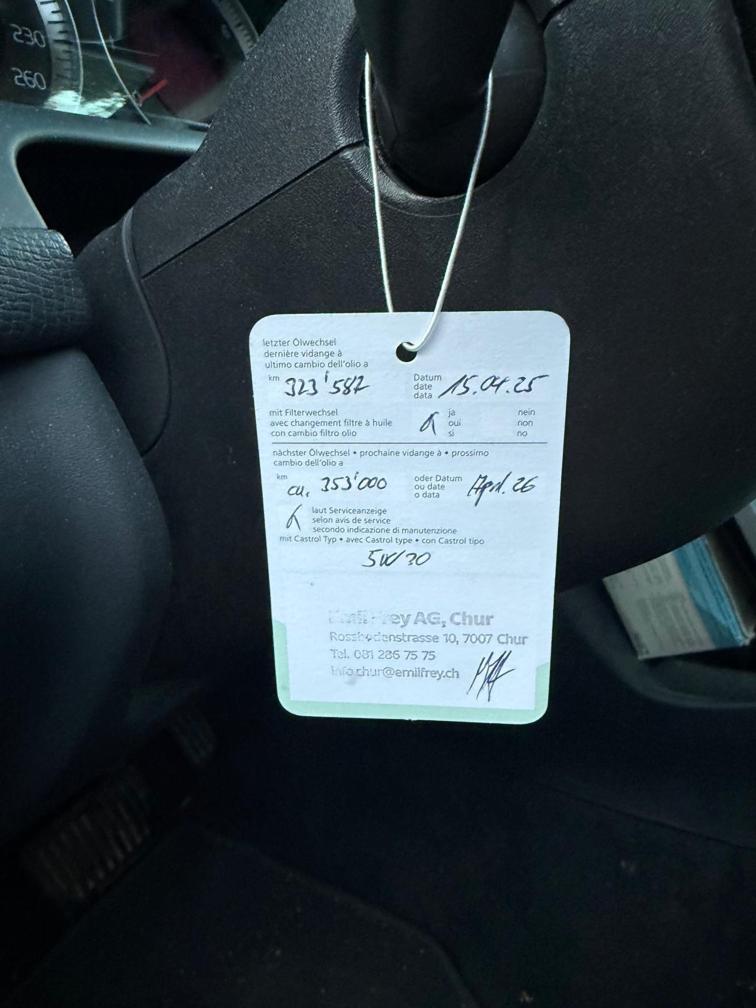 230
260
letzter Ölwechsel
dernière vidange à
ultimo cambio dell'olio a
km 323'587
Datum
date
data
15.04.25
mit Filterwechsel
avec changement filtre à huile
con cambio filtro olio
ja
oui
si
nein
non
no
nächster Ölwechsel • prochaine vidange à • prossimo
cambio dell'olio a
km ca. 353'000
oder Datum
ou date
o data
April. 26
laut Serviceanzeige
selon avis de service
secondo indicazione di manutenzione
mit Castrol Typ • avec Castrol type • con Castrol tipo
5W30
Emil Frey AG, Chur
Rossbodenstrasse 10, 7007 Chur
Tel. 081 286 75 75
info.chur@emilfrey.ch